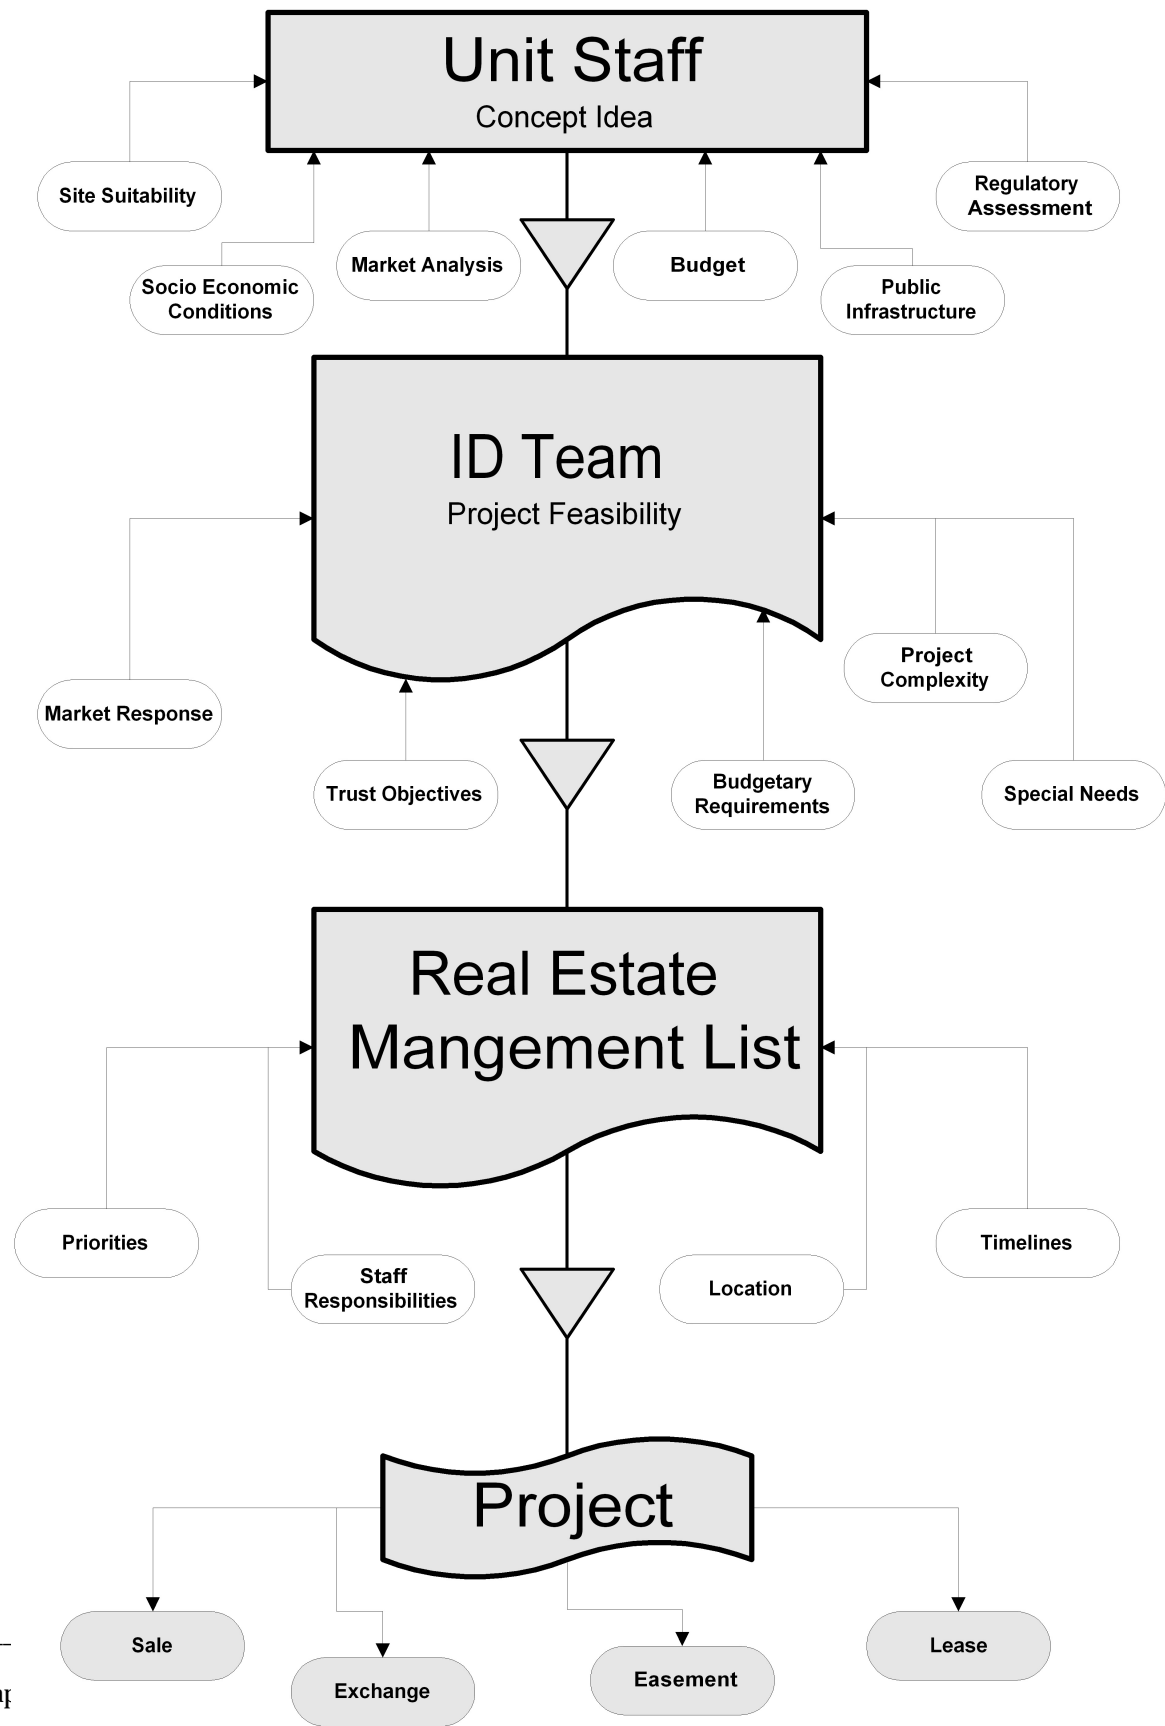 Unit Staff
Concept Idea
Site Suitability
Regulatory
Assessment
Socio Economic
Conditions
Market Analysis
Budget
Public
Infrastructure
ID Team
Project Feasibility
Market Response
Trust Objectives
Budgetary
Requirements
Project
Complexity
Special Needs
Real Estate
Mangement List
Priorities
Staff
Responsibilities
Location
Timelines
Project
Sale
Exchange
Easement
Lease